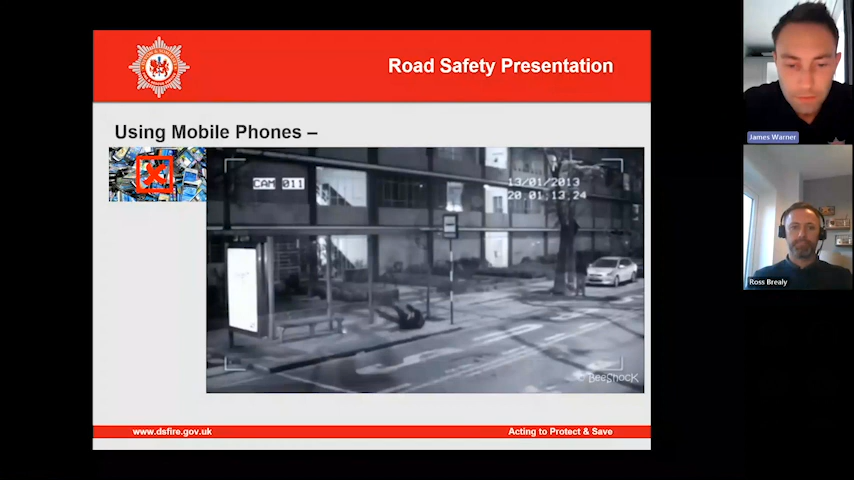 Road Safety Presentation
Using Mobile Phones –
CAM 011
13/01/2013
20.01.13.24
© BeeShock
www.dsfire.gov.uk
Acting to Protect & Save
James Warner
Ross Brealy